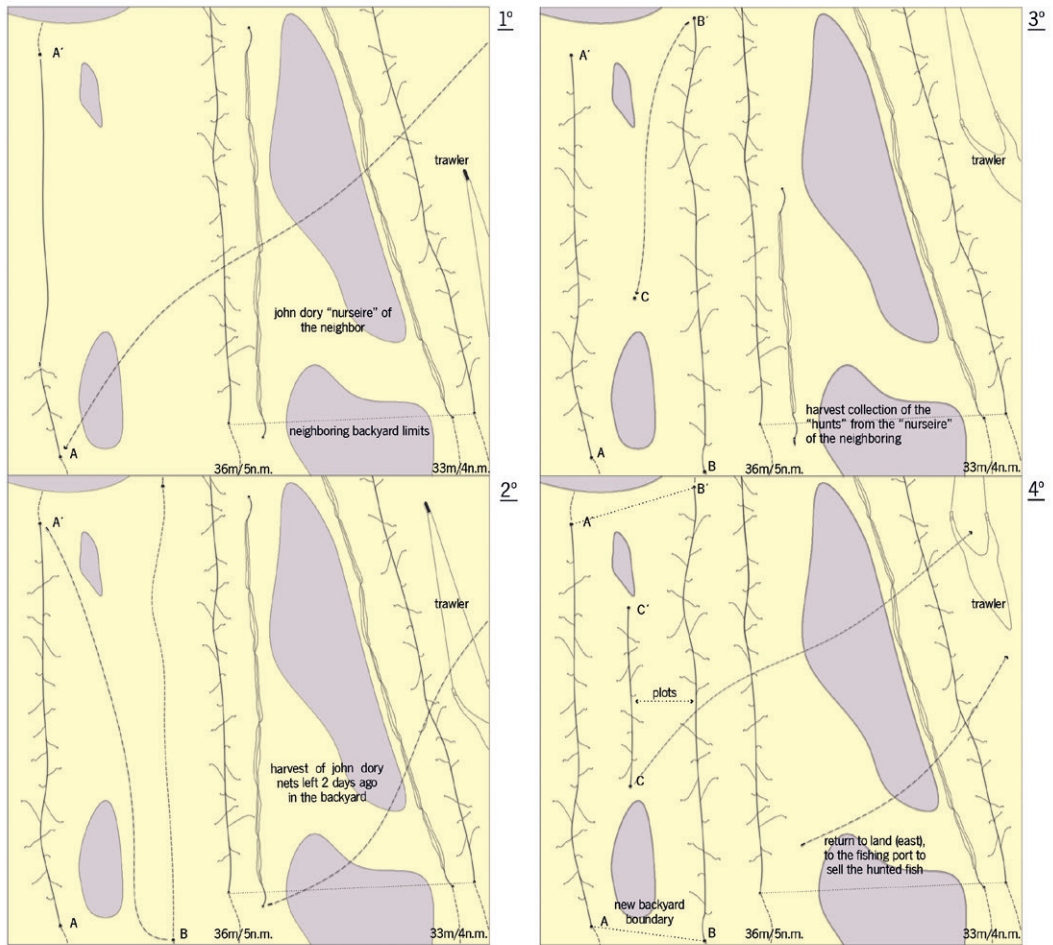 1º
A´
trawler
john dory “nurseire” of
the neighbor
neighboring backyard limits
A
36m/5n.m.
33m/4n.m.
3º
A´
B´
trawler
C
harvest collection of the
“hunts” from the “nurseire”
of the neighboring
A
B
36m/5n.m.
33m/4n.m.
2º
A´
trawler
harvest of john dory
nets left 2 days ago
in the backyard
A
B
36m/5n.m.
33m/4n.m.
4º
B´
A´
trawler
C´
plots
C
return to land (east),
to the fishing port to
sell the hunted fish
new backyard
boundary
A
B
36m/5n.m.
33m/4n.m.